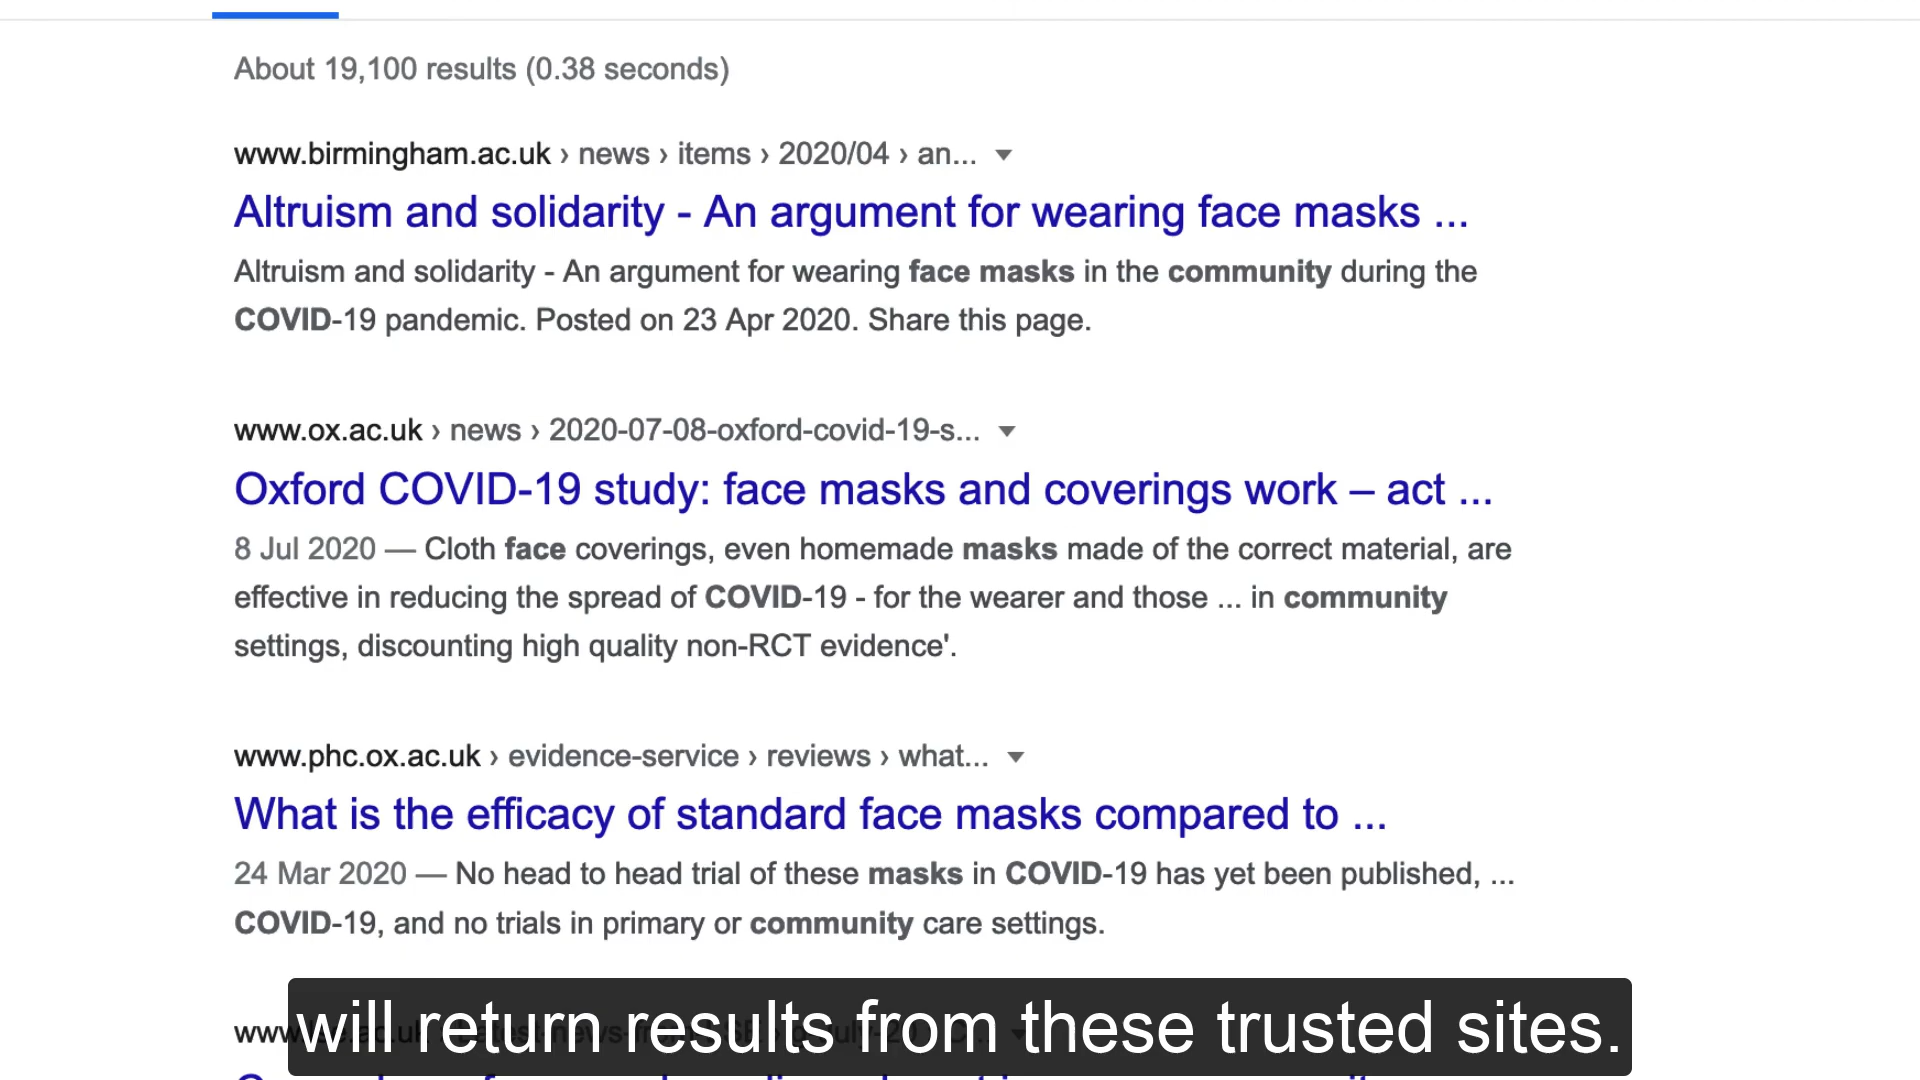 About 19,100 results (0.38 seconds)
www.birmingham.ac.uk › news › items › 2020/04 › an...
Altruism and solidarity - An argument for wearing face masks ...
Altruism and solidarity - An argument for wearing face masks in the community during the
COVID-19 pandemic. Posted on 23 Apr 2020. Share this page.
www.ox.ac.uk › news › 2020-07-08-oxford-covid-19-s...
Oxford COVID-19 study: face masks and coverings work – act ...
8 Jul 2020 — Cloth face coverings, even homemade masks made of the correct material, are
effective in reducing the spread of COVID-19 - for the wearer and those ... in community
settings, discounting high quality non-RCT evidence'.
www.phc.ox.ac.uk › evidence-service › reviews › what...
What is the efficacy of standard face masks compared to ...
24 Mar 2020 — No head to head trial of these masks in COVID-19 has yet been published, ...
COVID-19, and no trials in primary or community care settings.
will return results from these trusted sites.